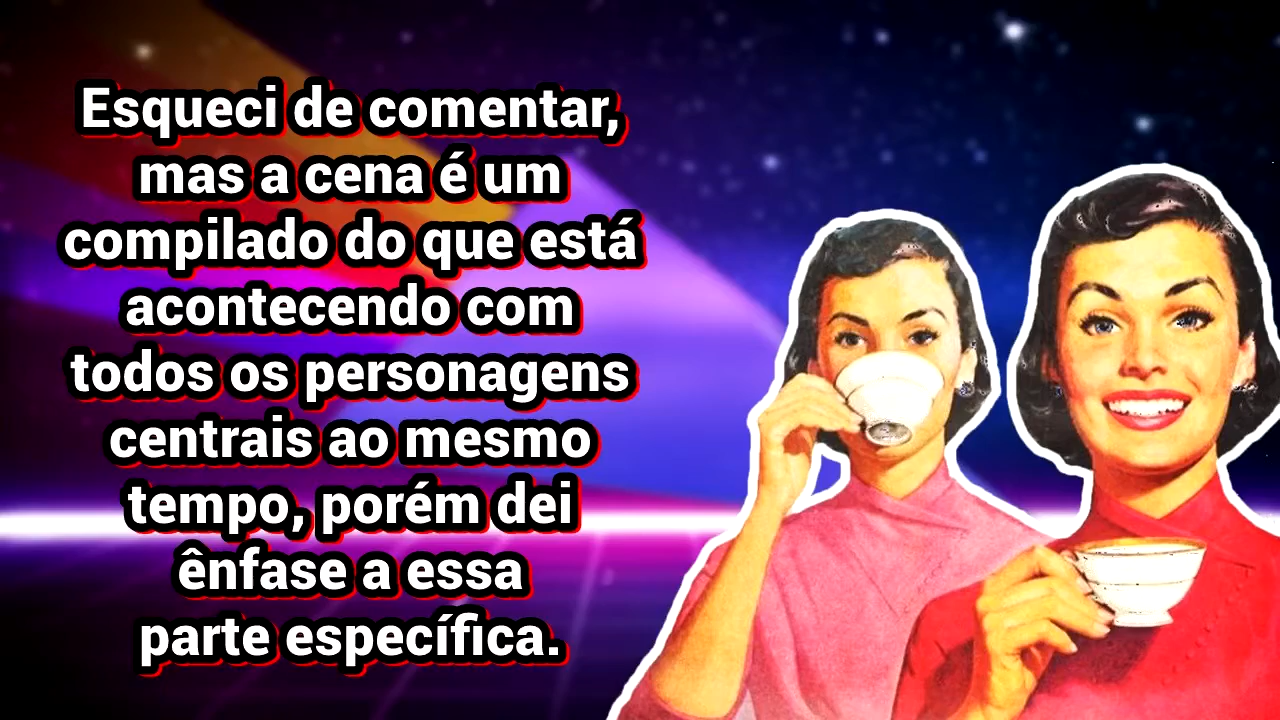 Esqueci de comentar,
mas a cena é um
compilado do que está
acontecendo com
todos os personagens
centrais ao mesmo
tempo, porém dei
ênfase a essa
parte específica.